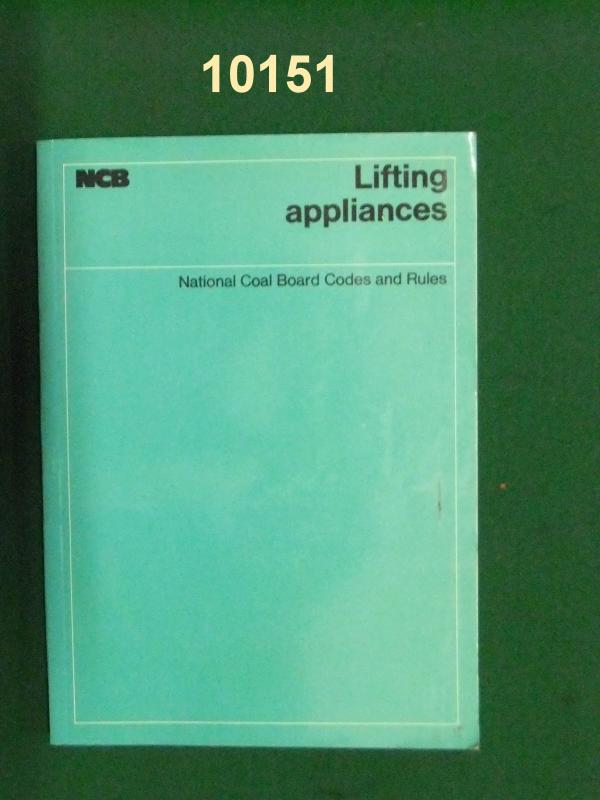 10151
NCB
Lifting
appliances
National Coal Board Codes and Rules